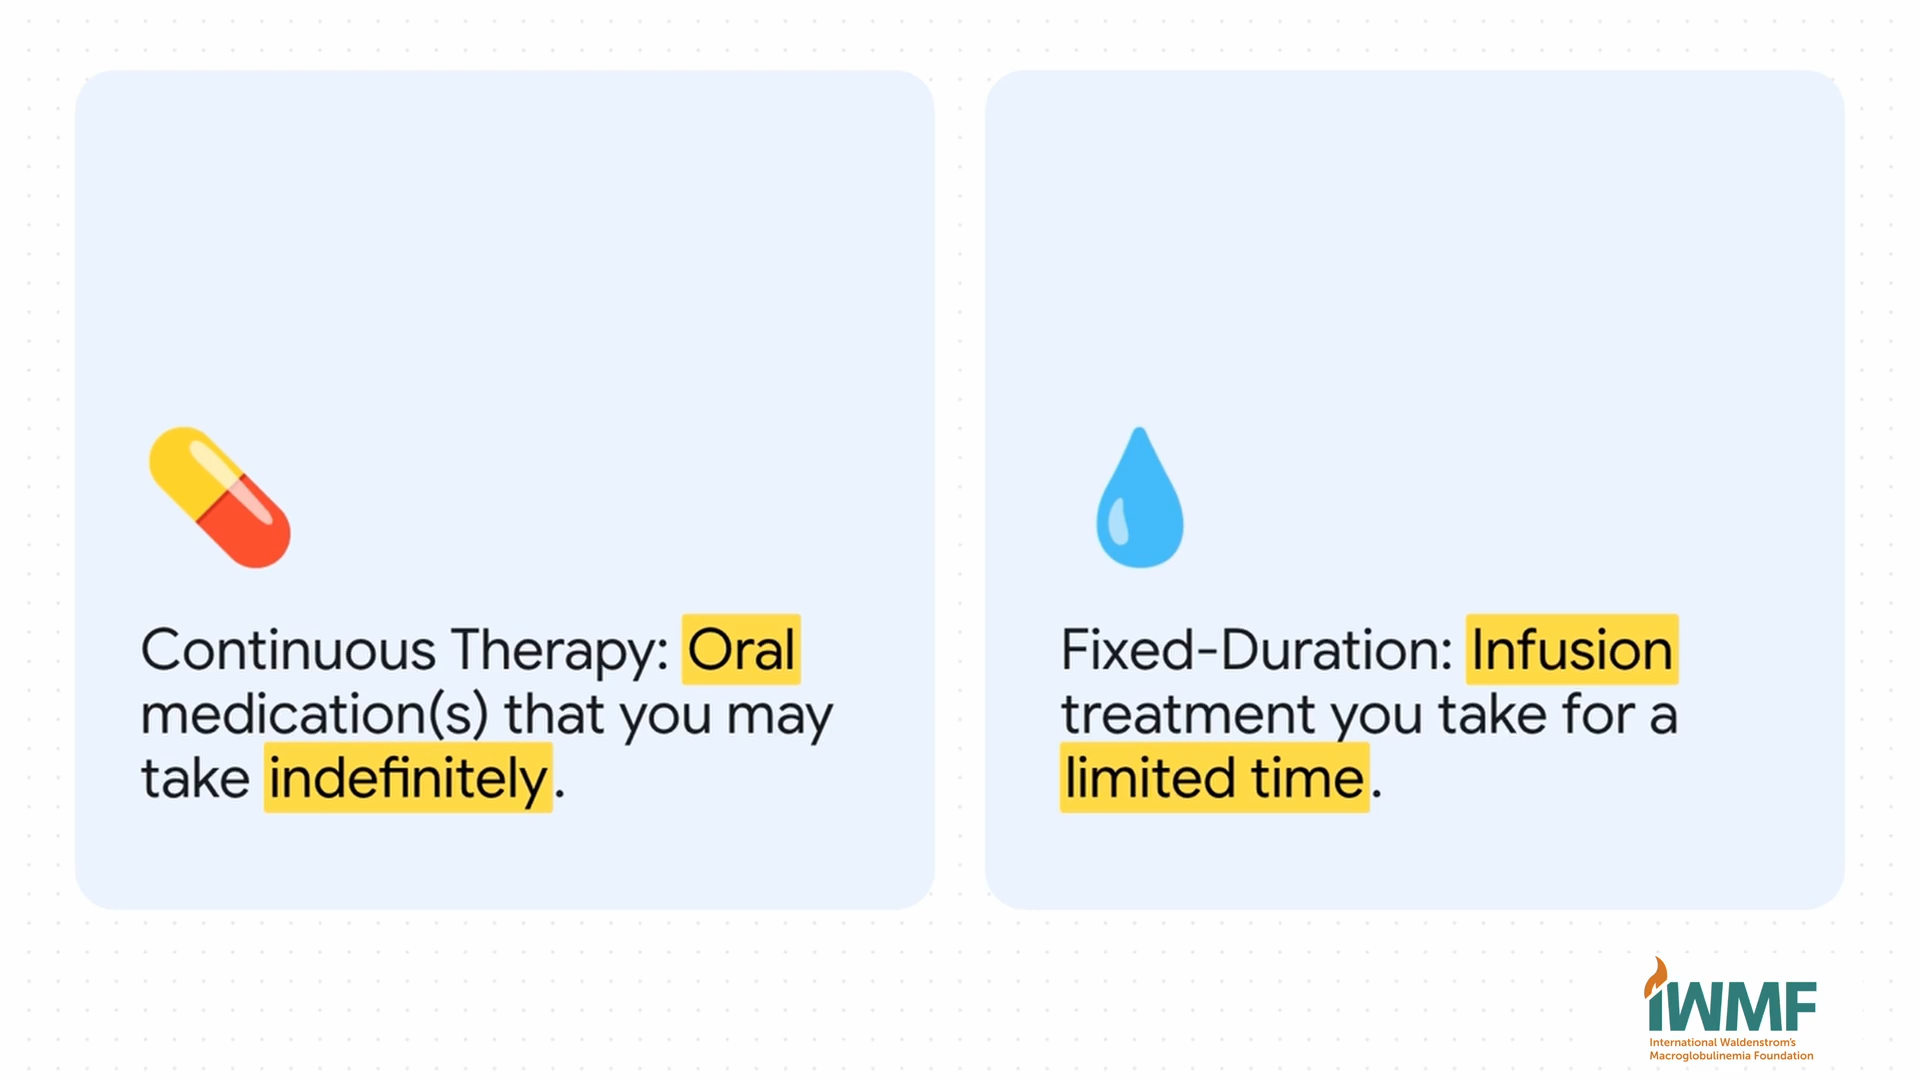 Continuous Therapy: Oral
medication(s) that you may
take indefinitely.
Fixed-Duration: Infusion
treatment you take for a
limited time.
iWMF
International Waldenstrom's
Macroglobulinemia Foundation